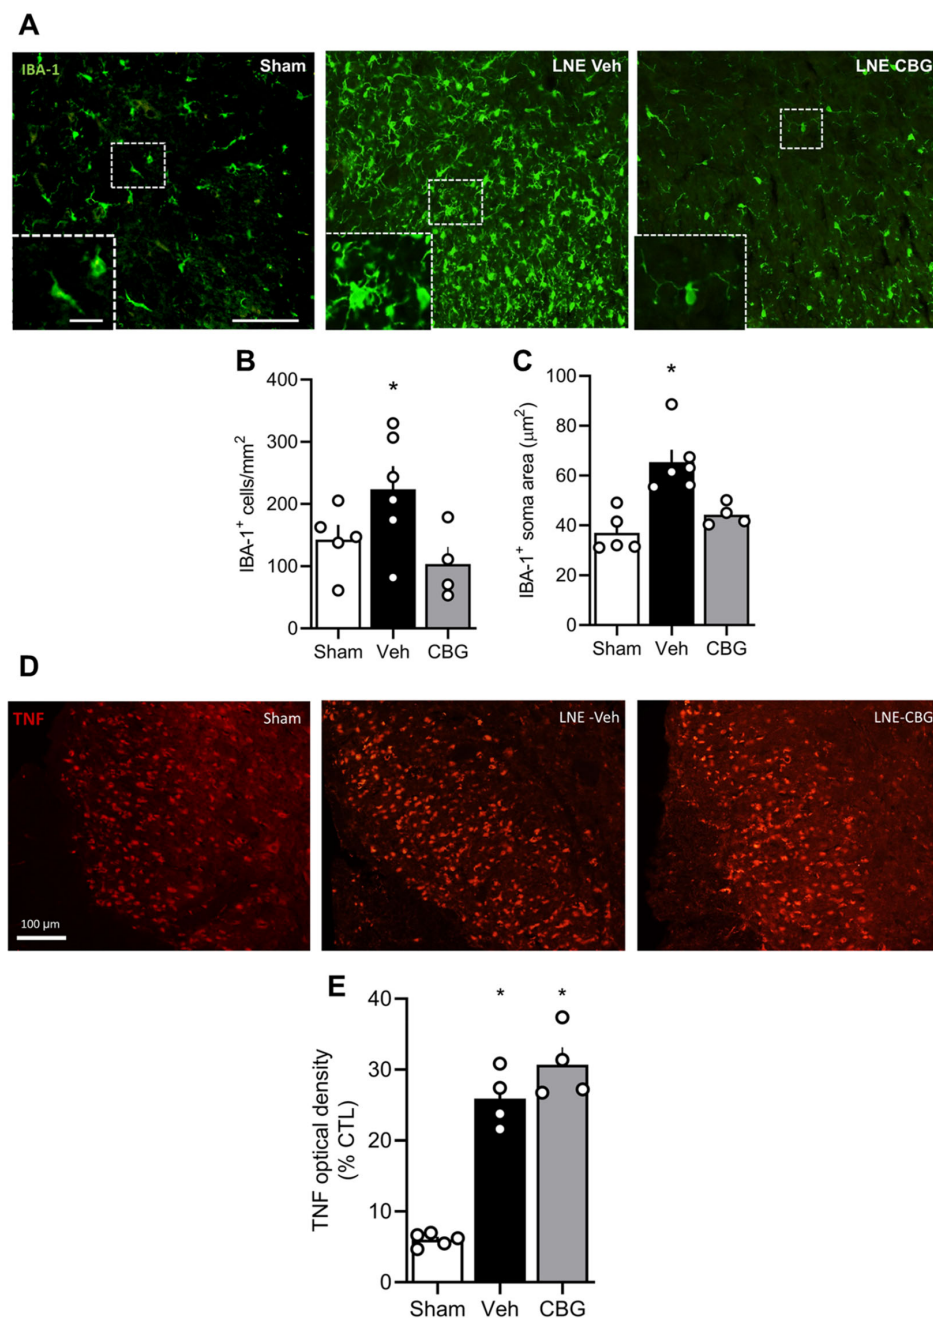 A
IBA-1
Sham
LNE Veh
LNE CBG
B
IBA-1+ cells/mm2
400
300
200
100
0
*
Sham Veh CBG
C
IBA-1+ soma area (μm2)
100
80
60
40
20
0
*
Sham Veh CBG
D
TNF
Sham
100 µm
LNE -Veh
LNE-CBG
E
TNF optical density
(% CTL)
40
30
20
10
0
* *
Sham Veh CBG